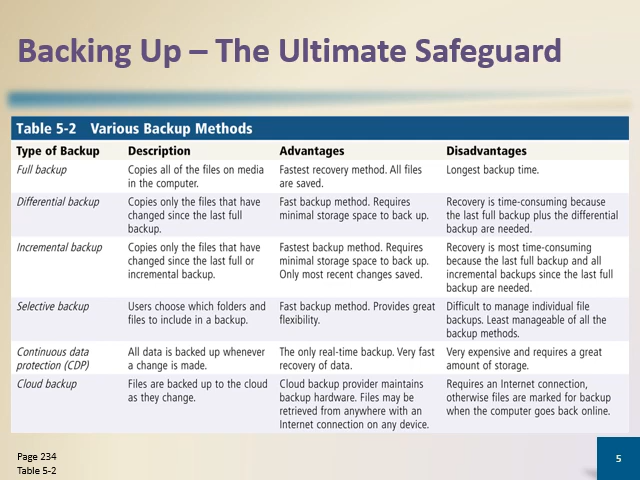 Backing Up – The Ultimate Safeguard
Table 5-2 Various Backup Methods
Type of Backup Description Advantages Disadvantages
Full backup
Copies all of the files on media
in the computer.
Fastest recovery method. All files
are saved.
Longest backup time.
Differential backup
Copies only the files that have
changed since the last full
backup.
Fast backup method. Requires
minimal storage space to back up.
Recovery is time-consuming because
the last full backup plus the differential
backup are needed.
Incremental backup
Copies only the files that have
changed since the last full or
incremental backup.
Fastest backup method. Requires
minimal storage space to back up.
Only most recent changes saved.
Recovery is most time-consuming
because the last full backup and all
incremental backups since the last full
backup are needed.
Selective backup
Users choose which folders and
files to include in a backup.
Fast backup method. Provides great
flexibility.
Difficult to manage individual file
backups. Least manageable of all the
backup methods.
Continuous data
protection (CDP)
All data is backed up whenever
a change is made.
The only real-time backup. Very fast
recovery of data.
Very expensive and requires a great
amount of storage.
Cloud backup
Files are backed up to the cloud
as they change.
Cloud backup provider maintains
backup hardware. Files may be
retrieved from anywhere with an
Internet connection on any device.
Requires an Internet connection,
otherwise files are marked for backup
when the computer goes back online.
Page 234
Table 5-2
5